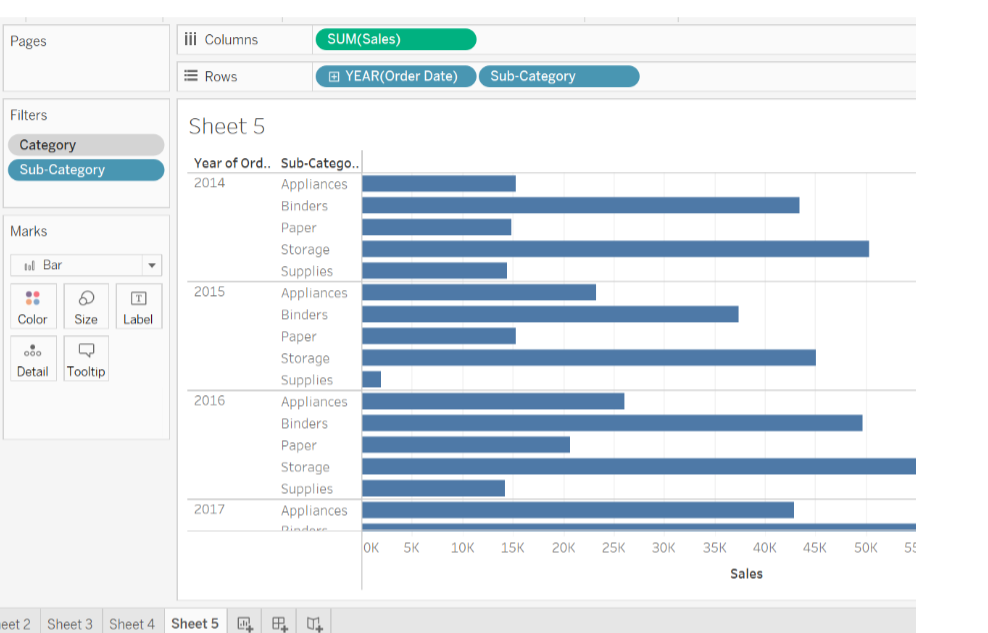 Pages
Columns
SUM(Sales)
Rows
YEAR(Order Date)
Sub-Category
Filters
Category
Sub-Category
Marks
Bar
Color
Size
Label
Detail
Tooltip
Sheet 5
Year of Ord.. Sub-Catego..
2014 Appliances
Binders
Paper
Storage
Supplies
2015 Appliances
Binders
Paper
Storage
Supplies
2016 Appliances
Binders
Paper
Storage
Supplies
2017 Appliances
Binders
0K 5K 10K 15K 20K 25K 30K 35K 40K 45K 50K
Sales
eet 2 Sheet 3 Sheet 4 Sheet 5